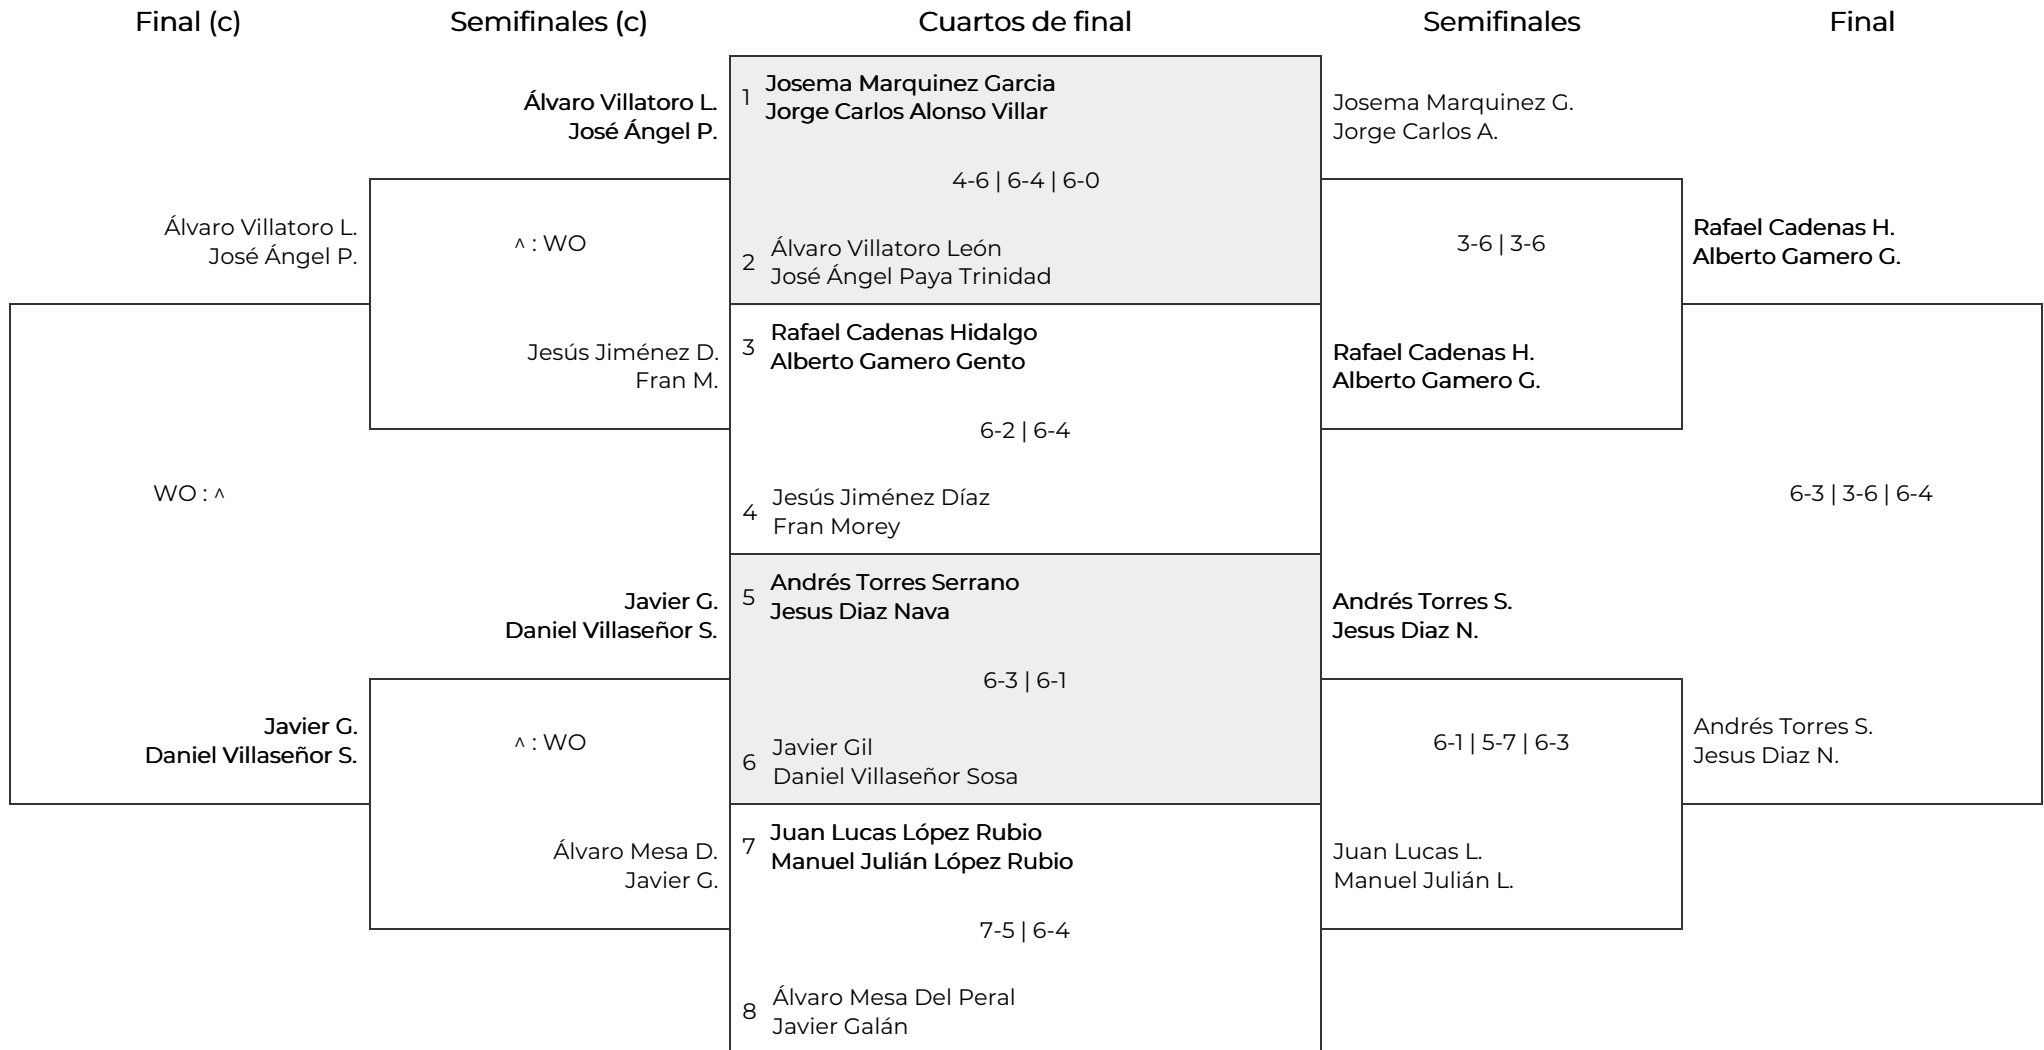 Final (c)
Semifinales (c)
Cuartos de final
Semifinales
Final
Álvaro Villatoro L.
José Ángel P.
Álvaro Villatoro L.
José Ángel P.
^ : WO
Jesús Jiménez D.
Fran M.
WO : ^
Javier G.
Daniel Villaseñor S.
Javier G.
Daniel Villaseñor S.
^ : WO
Álvaro Mesa D.
Javier G.
1
Josema Marquinez Garcia
Jorge Carlos Alonso Villar
4-6 | 6-4 | 6-0
2
Álvaro Villatoro León
José Ángel Paya Trinidad
3
Rafael Cadenas Hidalgo
Alberto Gamero Gento
6-2 | 6-4
4
Jesús Jiménez Díaz
Fran Morey
5
Andrés Torres Serrano
Jesus Diaz Nava
6-3 | 6-1
6
Javier Gil
Daniel Villaseñor Sosa
7
Juan Lucas López Rubio
Manuel Julián López Rubio
7-5 | 6-4
8
Álvaro Mesa Del Peral
Javier Galán
Josema Marquinez G.
Jorge Carlos A.
3-6 | 3-6
Rafael Cadenas H.
Alberto Gamero G.
Rafael Cadenas H.
Alberto Gamero G.
6-3 | 3-6 | 6-4
Andrés Torres S.
Jesus Diaz N.
6-1 | 5-7 | 6-3
Andrés Torres S.
Jesus Diaz N.
Juan Lucas L.
Manuel Julián L.